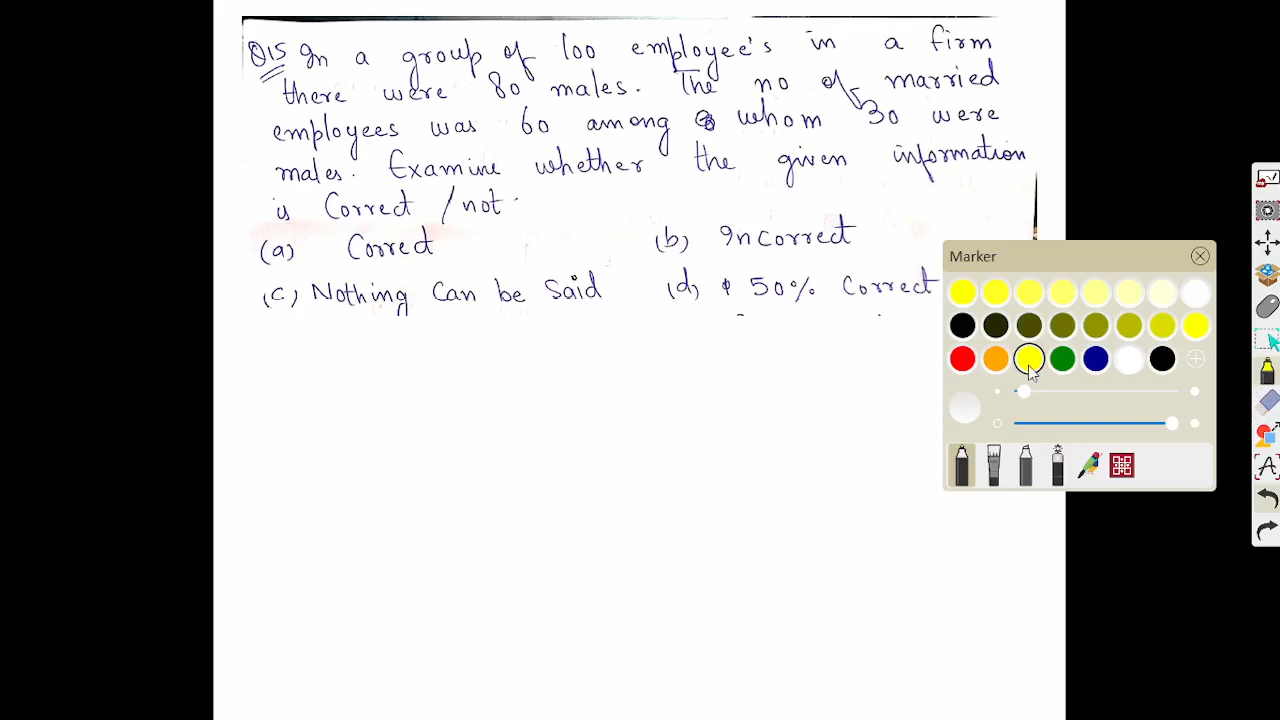 Q15 In a group of 100 employee's in a firm
there were 80 males. The no of married
employees was 60 among whom 30 were
males. Examine whether the given information
is Correct / not.
(a) Correct (b) Incorrect
(c) Nothing Can be Said (d) 50% Correct
Marker